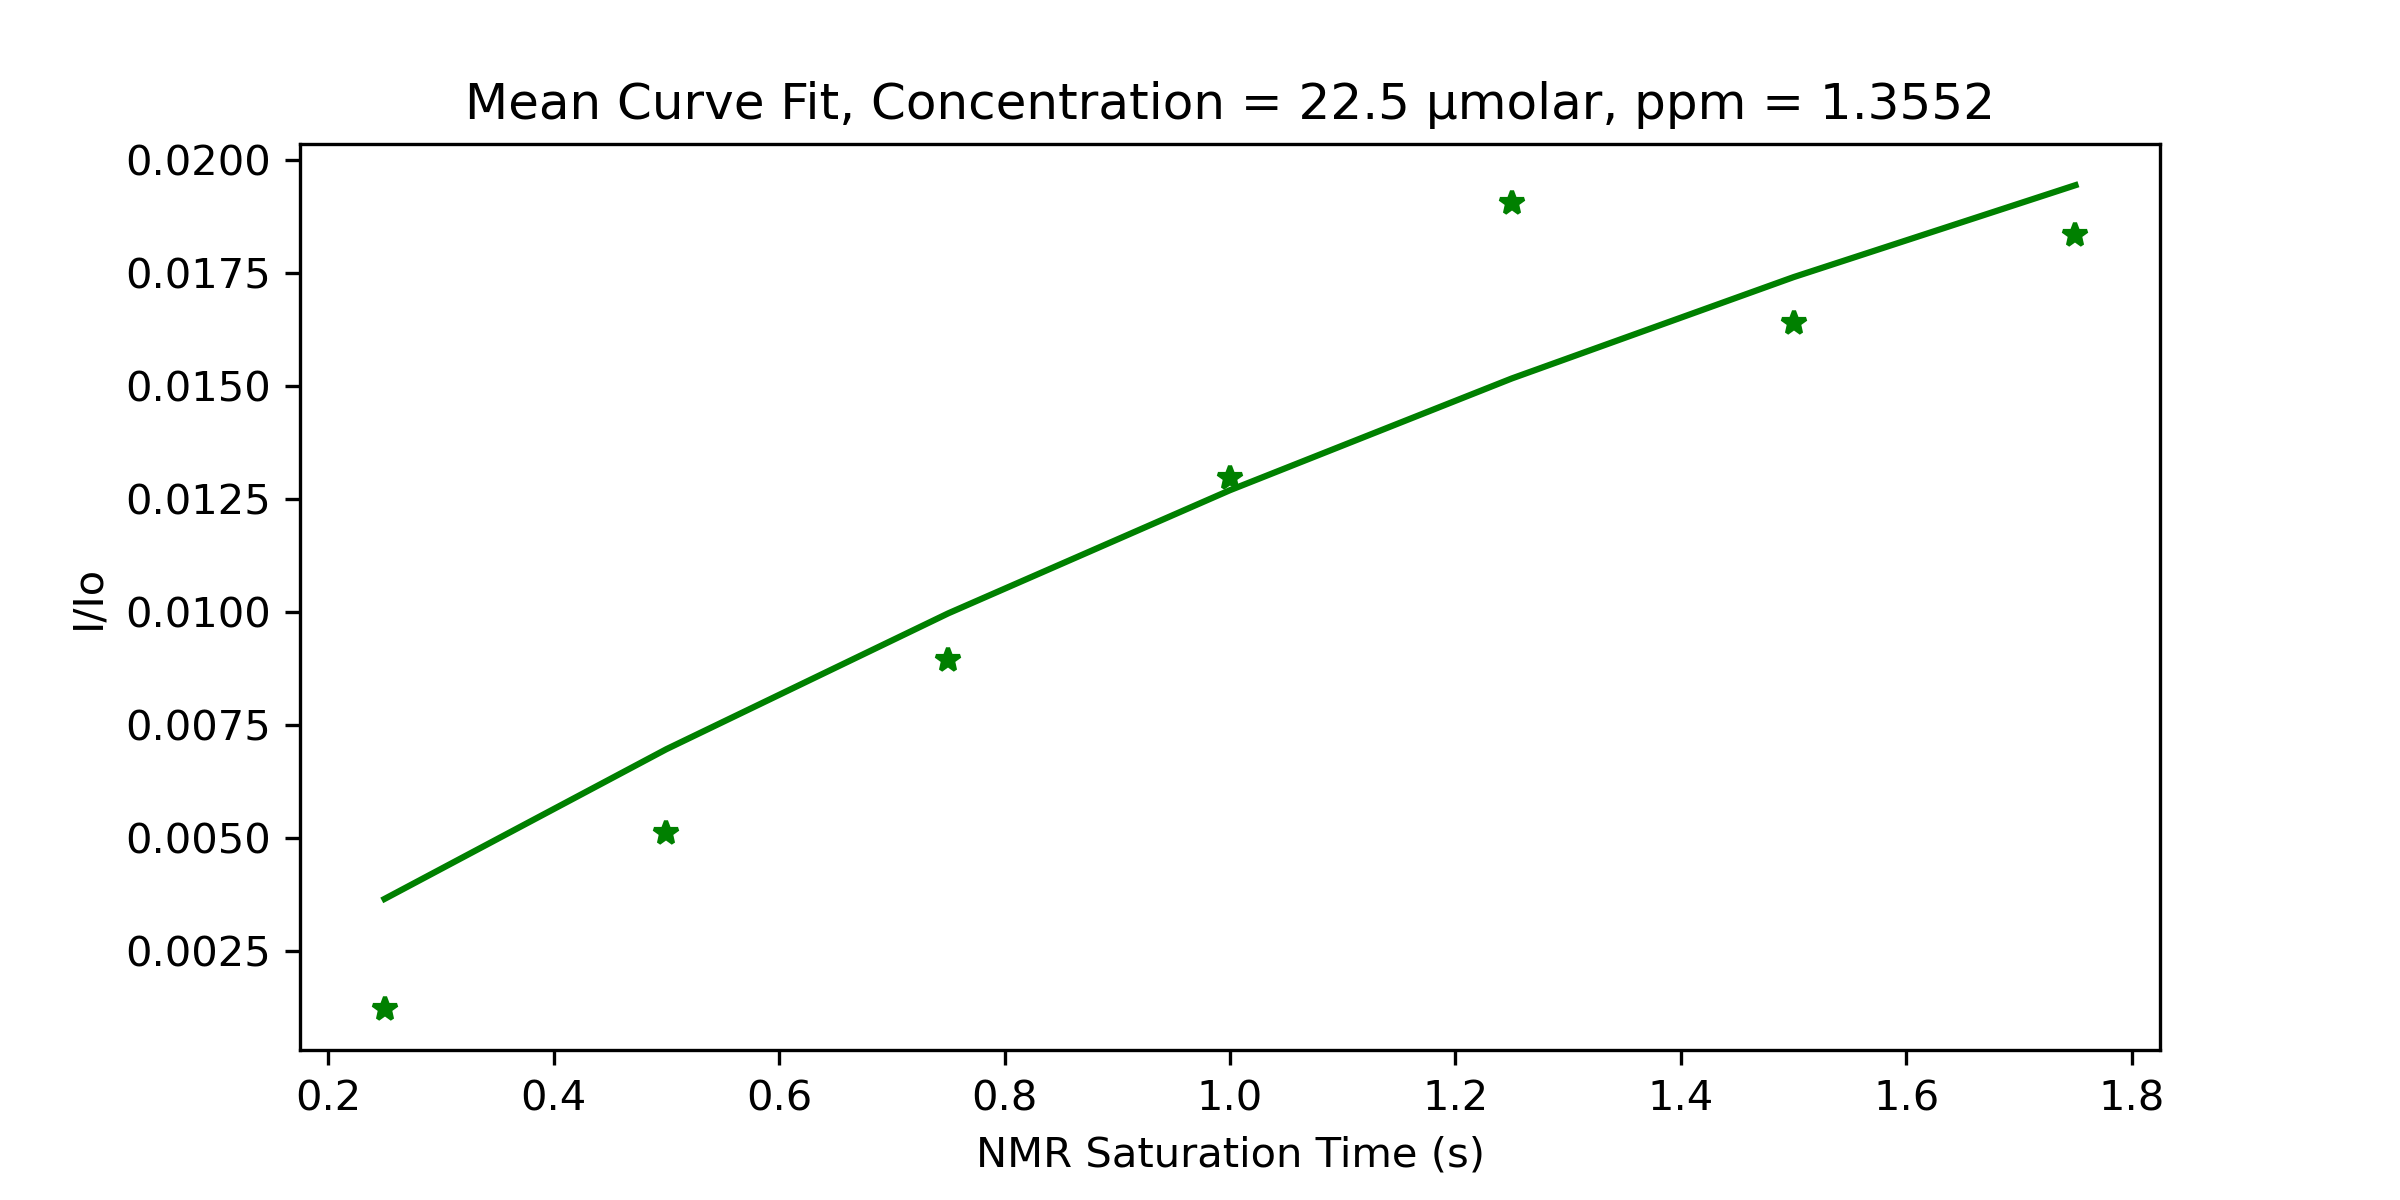 Mean Curve Fit, Concentration = 22.5 μmolar, ppm = 1.3552
0.0200
0.0175
0.0150
0.0125
0.0100
0.0075
0.0050
0.0025
I/Io
0.2 0.4 0.6 0.8 1.0 1.2 1.4 1.6 1.8
NMR Saturation Time (s)